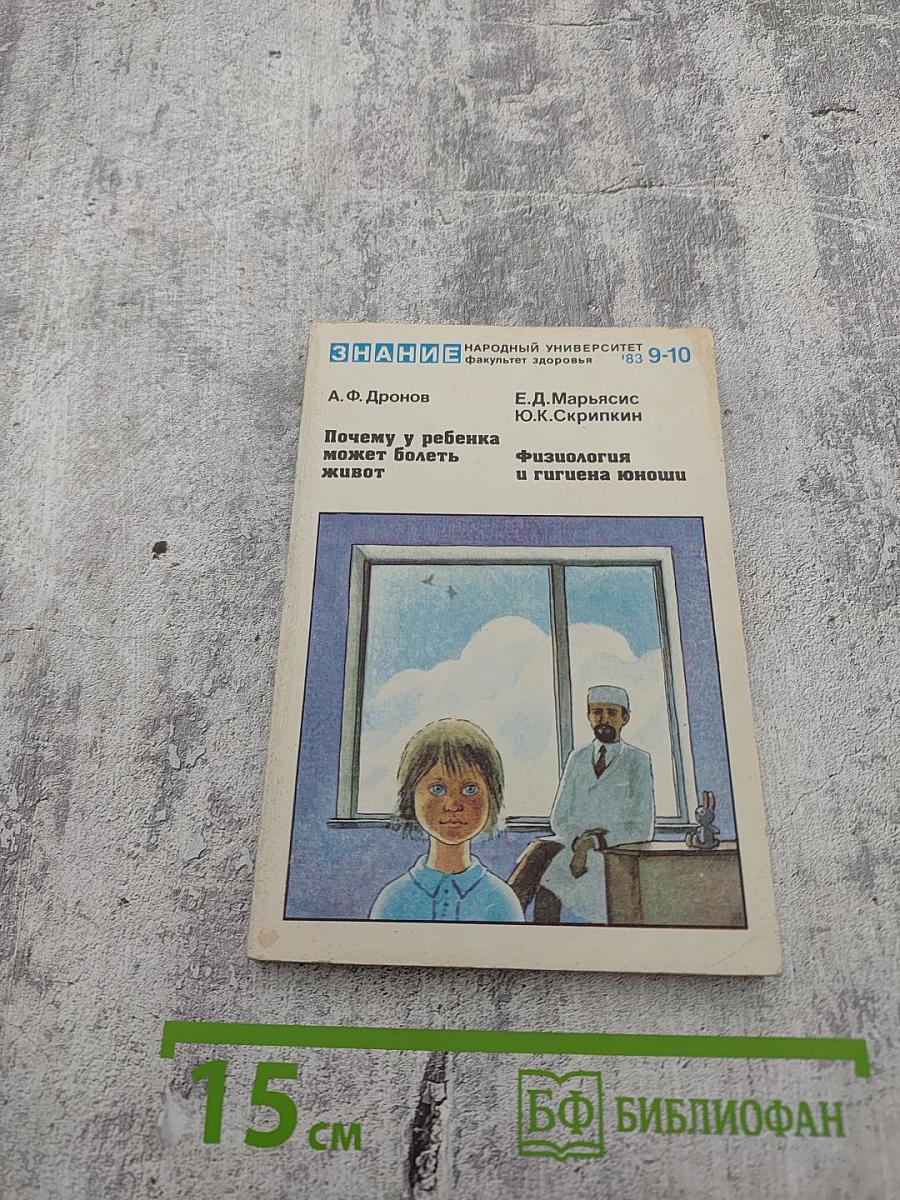 ЗНАНИЕ
НАРОДНЫЙ УНИВЕРСИТЕТ
факультет здоровья
'83 9-10
А.Ф.Дронов
Почему у ребенка
может болеть
живот
Е.Д.Марьясис
Ю.К.Скрипкин
Физиология
и гигиена юноши
15 см
БФ БИБЛИОФАН